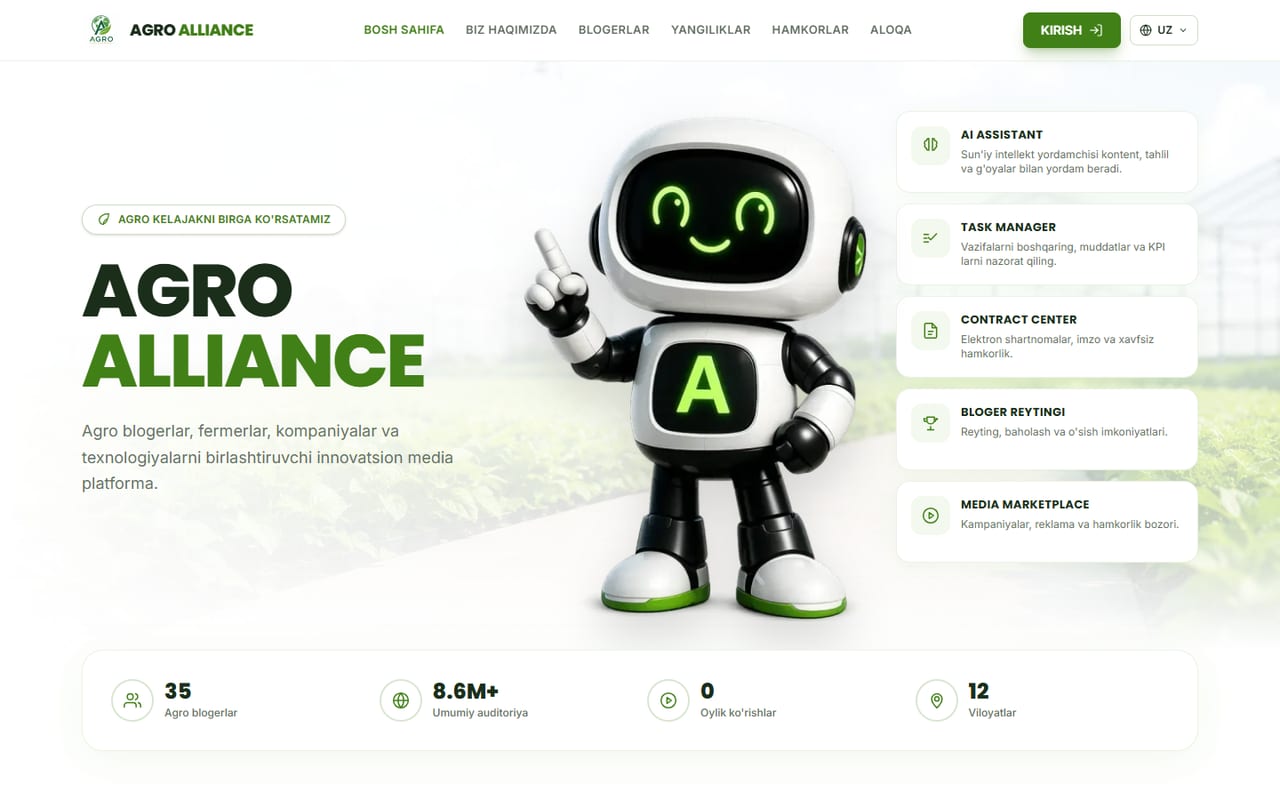 AGRO
AGRO ALLIANCE
BOSH SAHIFA
BIZ HAQIMIZDA
BLOGERLAR
YANGILIKLAR
HAMKORLAR
ALOQA
KIRISH
UZ
AGRO KELAJAKNI BIRGA KO'RSATAMIZ
AGRO
ALLIANCE
Agro blogerlar, fermerlar, kompaniyalar va
texnologiyalarni birlashtiruvchi innovatsion media
platforma.
A
AI ASSISTANT
Sun'iy intellekt yordamchisi kontent, tahlil
va g'oyalar bilan yordam beradi.
TASK MANAGER
Vazifalarni boshqaring, muddatlar va KPI
larni nazorat qiling.
CONTRACT CENTER
Elektron shartnomalar, imzo va xavfsiz
hamkorlik.
BLOGER REYTINGI
Reyting, baholash va o'sish imkoniyatlari.
MEDIA MARKETPLACE
Kampaniyalar, reklama va hamkorlik bozori.
35
Agro blogerlar
8.6M+
Umumiy auditoriya
0
Oylik ko'rishlar
12
Viloyatlar